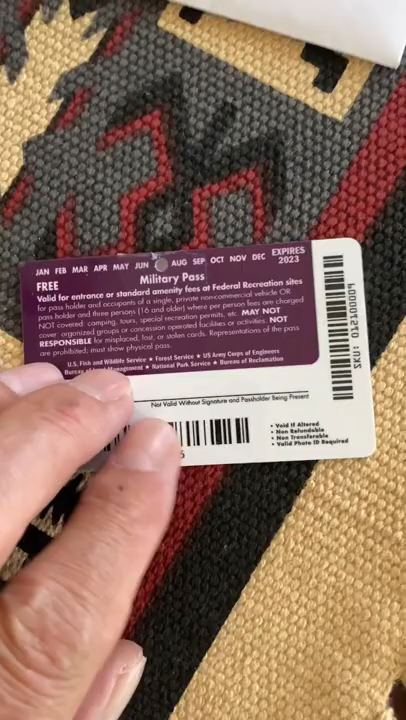 JAN FEB MAR APR MAY JUN AUG SEP OCT NOV DEC EXPIRES 2023
FREE Military Pass
Valid for entrance or standard amenity fees at Federal Recreation sites
for pass holder and occupants of a single, private non-commercial vehicle OR
pass holder and three persons (16 and older) where per person fees are charged
NOT covered: camping, tours, special recreation permits, etc. MAY NOT
cover: organized groups or concession operated facilities or activities. NOT
RESPONSIBLE for misplaced, lost, or stolen cards. Reproductions of the pass
are prohibited; must show physical pass.
U.S. Fish and Wildlife Service ★ Forest Service ★ US Army Corps of Engineers
Management ★ National Park Service ★ Bureau of Reclamation
Not Valid Without Signature and Passholder Being Present
• Void if Altered
• Non Refundable
• Non Transferable
• Valid Photo ID Required